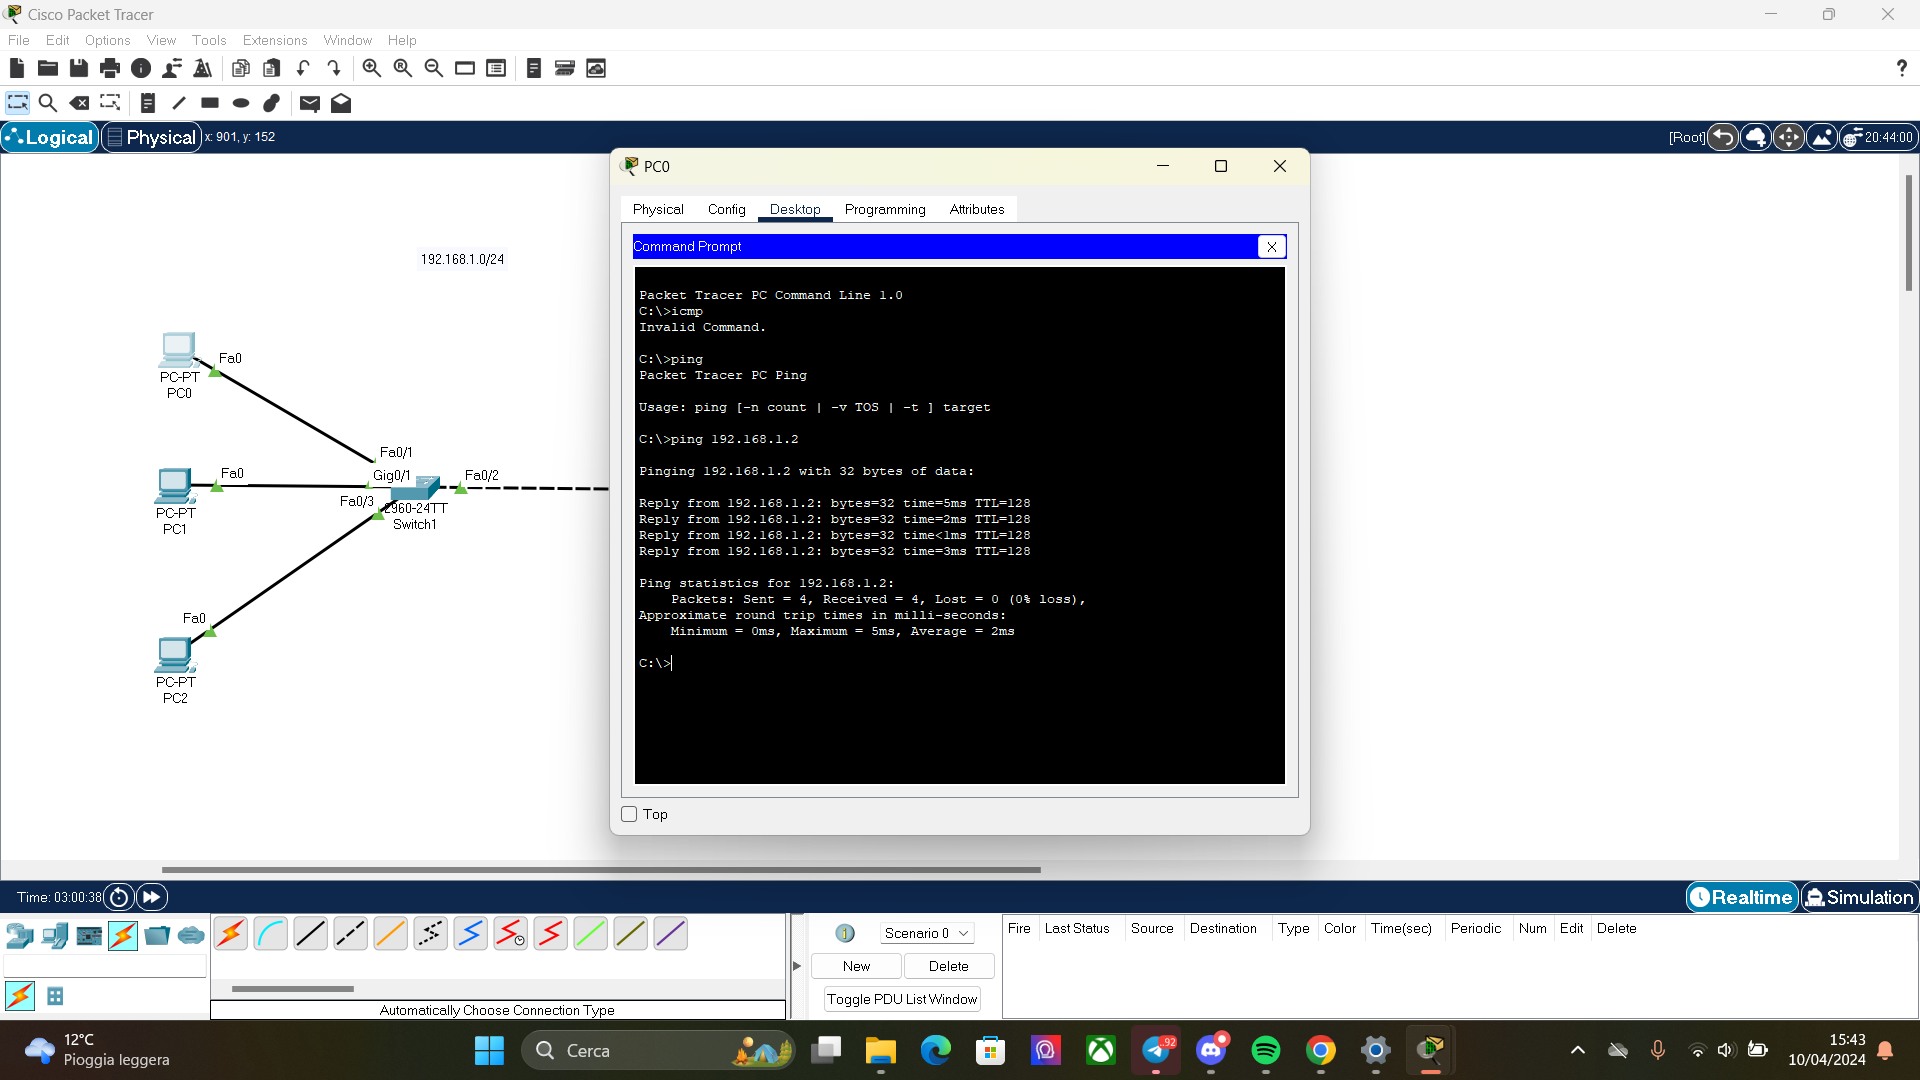 Cisco Packet Tracer
File Edit Options View Tools Extensions Window Help
?
Logical Physical x: 901, y: 152 [Root] 20:44:00
PC0
Physical Config Desktop Programming Attributes
Command Prompt X
192.168.1.0/24
Packet Tracer PC Command Line 1.0
C:\>icmp
Invalid Command.
C:\>ping
Packet Tracer PC Ping
Usage: ping [-n count | -v TOS | -t ] target
C:\>ping 192.168.1.2
Pinging 192.168.1.2 with 32 bytes of data:
Reply from 192.168.1.2: bytes=32 time=5ms TTL=128
Reply from 192.168.1.2: bytes=32 time=2ms TTL=128
Reply from 192.168.1.2: bytes=32 time<1ms TTL=128
Reply from 192.168.1.2: bytes=32 time=3ms TTL=128
Ping statistics for 192.168.1.2:
Packets: Sent = 4, Received = 4, Lost = 0 (0% loss),
Approximate round trip times in milli-seconds:
Minimum = 0ms, Maximum = 5ms, Average = 2ms
C:\>
Top
Fa0
PC-PT
PC0
Fa0/1
Fa0
Gig0/1
Fa0/2
Fa0/3
2960-24TT
Switch1
PC-PT
PC1
Fa0
PC-PT
PC2
Time: 03:00:38 Realtime Simulation
Scenario 0
New Delete
Toggle PDU List Window
Fire Last Status Source Destination Type Color Time(sec) Periodic Num Edit Delete
Automatically Choose Connection Type
12°C
Pioggia leggera
Cerca
92
15:43
10/04/2024